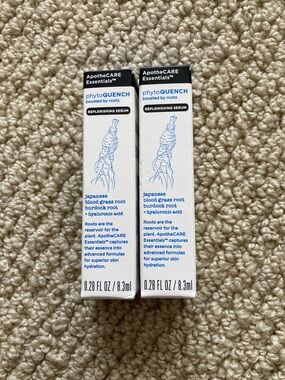 ApotheCARE
Essentials™
phytoQUENCH
boosted by roots
REPLENISHING SERUM
japanese
blood grass root
burdock root
+ hyaluronic acid
Roots are the
reservoir for the
plant. ApotheCARE
Essentials™ captures
their essence into
advanced formulas
for superior skin
hydration.
0.28 FL OZ / 8.3ml
ApotheCARE
Essentials™
phytoQUENCH
boosted by roots
REPLENISHING SERUM
japanese
blood grass root
burdock root
+ hyaluronic acid
Roots are the
reservoir for the
plant. ApotheCARE
Essentials™ captures
their essence into
advanced formulas
for superior skin
hydration.
0.28 FL OZ / 8.3ml